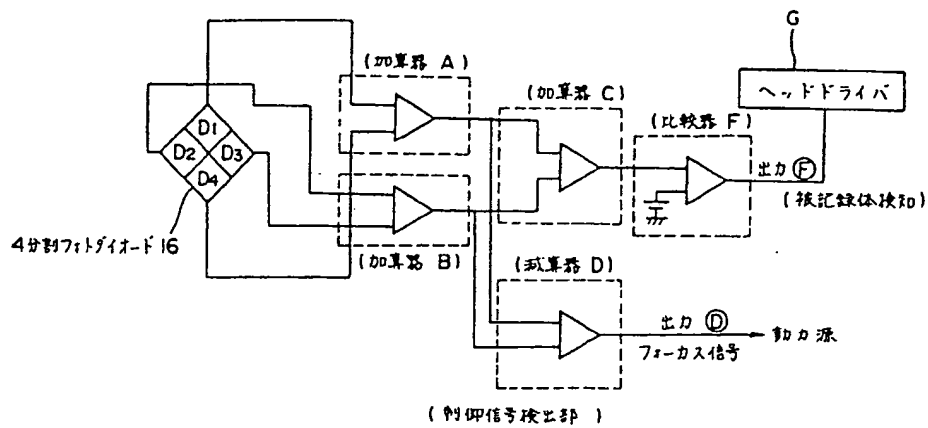 G
ヘッドドライバ
(加算器 A)
(加算器 C)
(比較器 F)
D1
D2
D3
D4
出力 Ⓕ
(被記録体検知)
4分割フォトダイオード 16
(加算器 B)
(減算器 D)
出力 Ⓓ
フォーカス信号
動力源
(制御信号検出部)